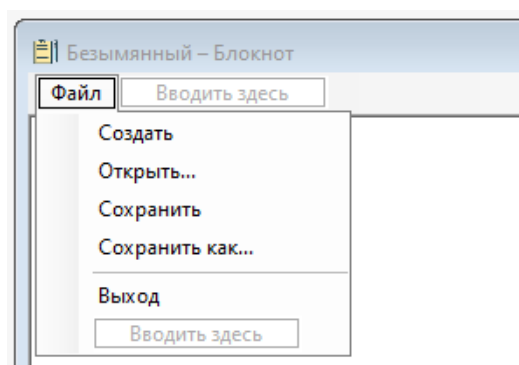 Безымянный – Блокнот
Файл Вводить здесь
Создать
Открыть...
Сохранить
Сохранить как...
Выход
Вводить здесь